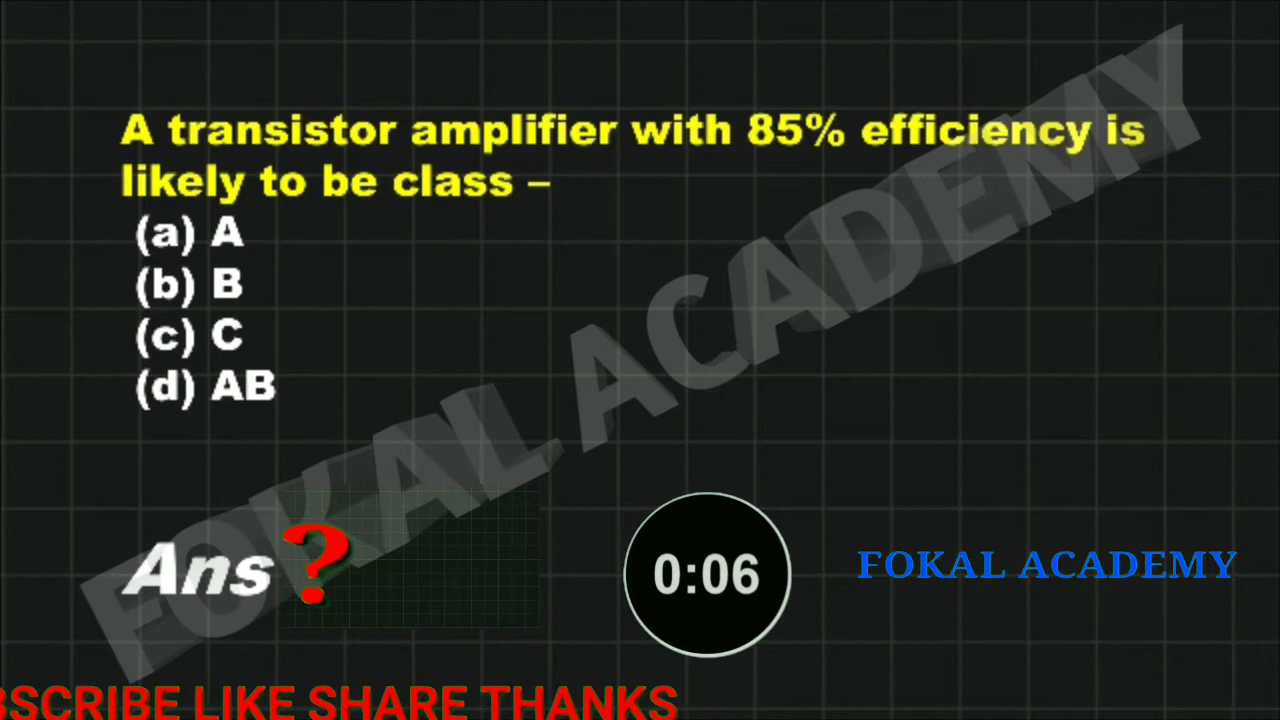 A transistor amplifier with 85% efficiency is
likely to be class –
(a) A
(b) B
(c) C
(d) AB
FOKAL ACADEMY
Ans ?
0:06
FOKAL ACADEMY
BSCRIBE LIKE SHARE THANKS